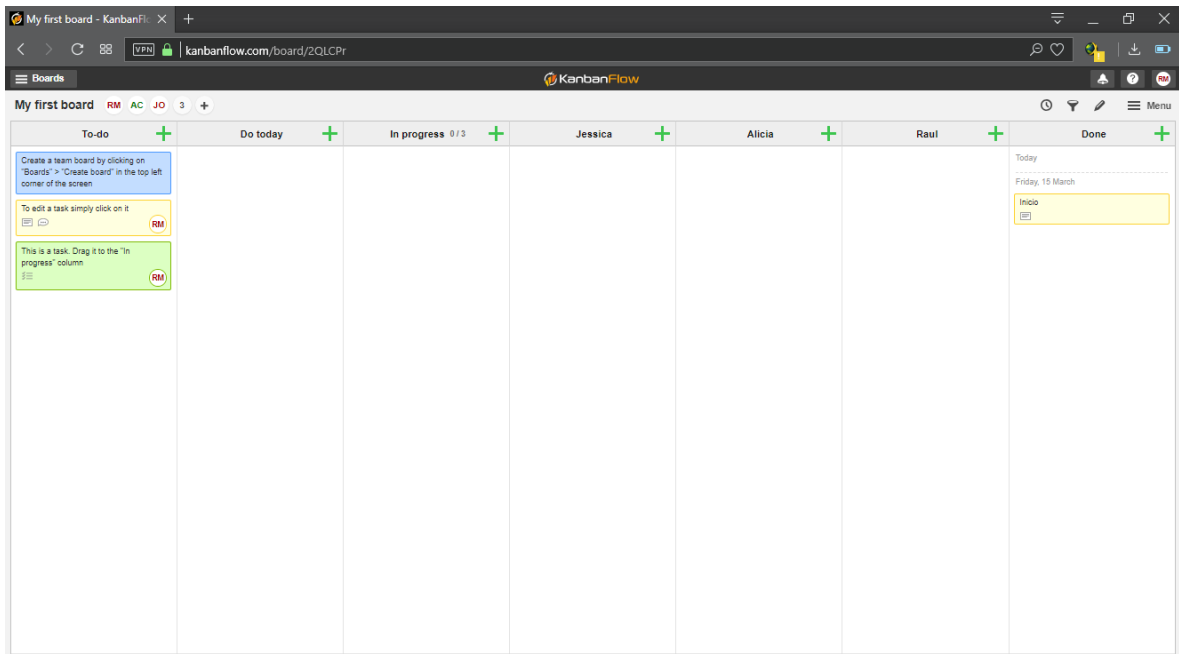 My first board - KanbanFlo
VPN kanbanflow.com/board/2QLCPr
Boards
KanbanFlow
RM
My first board RM AC JO 3 +
Menu
To-do
Do today
In progress 0 / 3
Jessica
Alicia
Raul
Done
Create a team board by clicking on
"Boards" > "Create board" in the top left
corner of the screen
To edit a task simply click on it
RM
This is a task. Drag it to the "In
progress" column
RM
Today
Friday, 15 March
Inicio